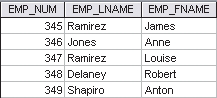 EMP_NUM EMP_LNAME EMP_FNAME
345 Ramirez James
346 Jones Anne
347 Ramirez Louise
348 Delaney Robert
349 Shapiro Anton